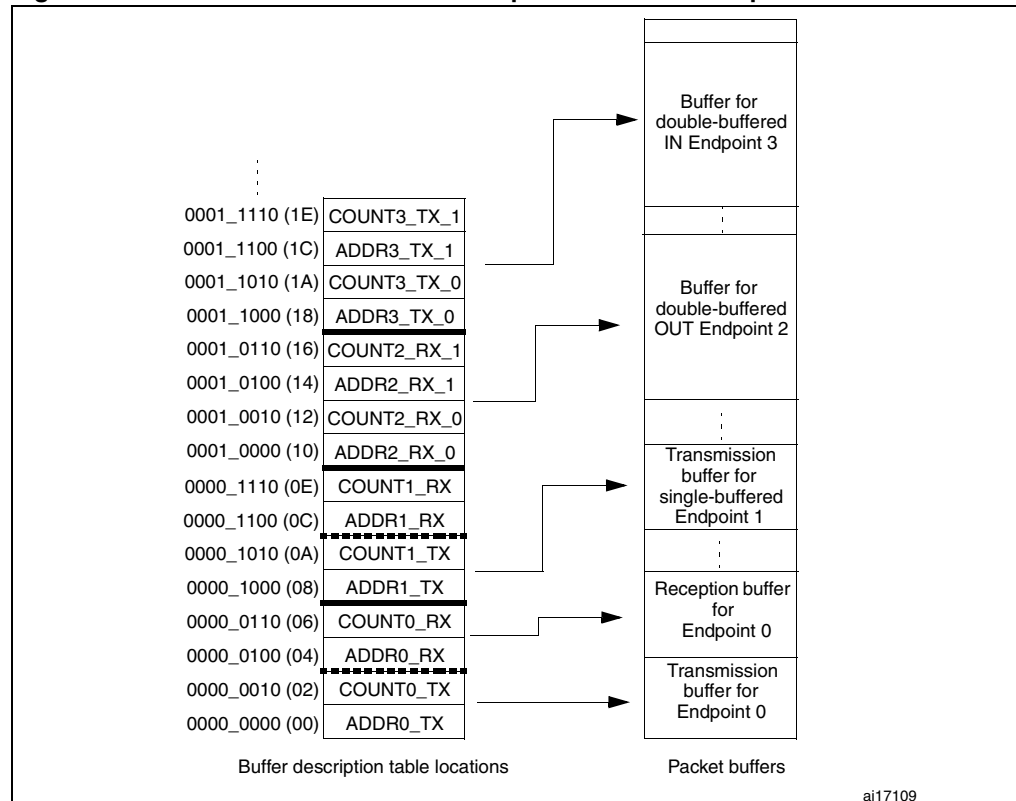 Buffer for
double-buffered
IN Endpoint 3
0001_1110 (1E) COUNT3_TX_1
0001_1100 (1C) ADDR3_TX_1
0001_1010 (1A) COUNT3_TX_0
0001_1000 (18) ADDR3_TX_0
0001_0110 (16) COUNT2_RX_1
0001_0100 (14) ADDR2_RX_1
0001_0010 (12) COUNT2_RX_0
0001_0000 (10) ADDR2_RX_0
0000_1110 (0E) COUNT1_RX
0000_1100 (0C) ADDR1_RX
0000_1010 (0A) COUNT1_TX
0000_1000 (08) ADDR1_TX
0000_0110 (06) COUNT0_RX
0000_0100 (04) ADDR0_RX
0000_0010 (02) COUNT0_TX
0000_0000 (00) ADDR0_TX
Buffer for
double-buffered
OUT Endpoint 2
Transmission
buffer for
single-buffered
Endpoint 1
Reception buffer
for
Endpoint 0
Transmission
buffer for
Endpoint 0
Buffer description table locations
Packet buffers
ai17109